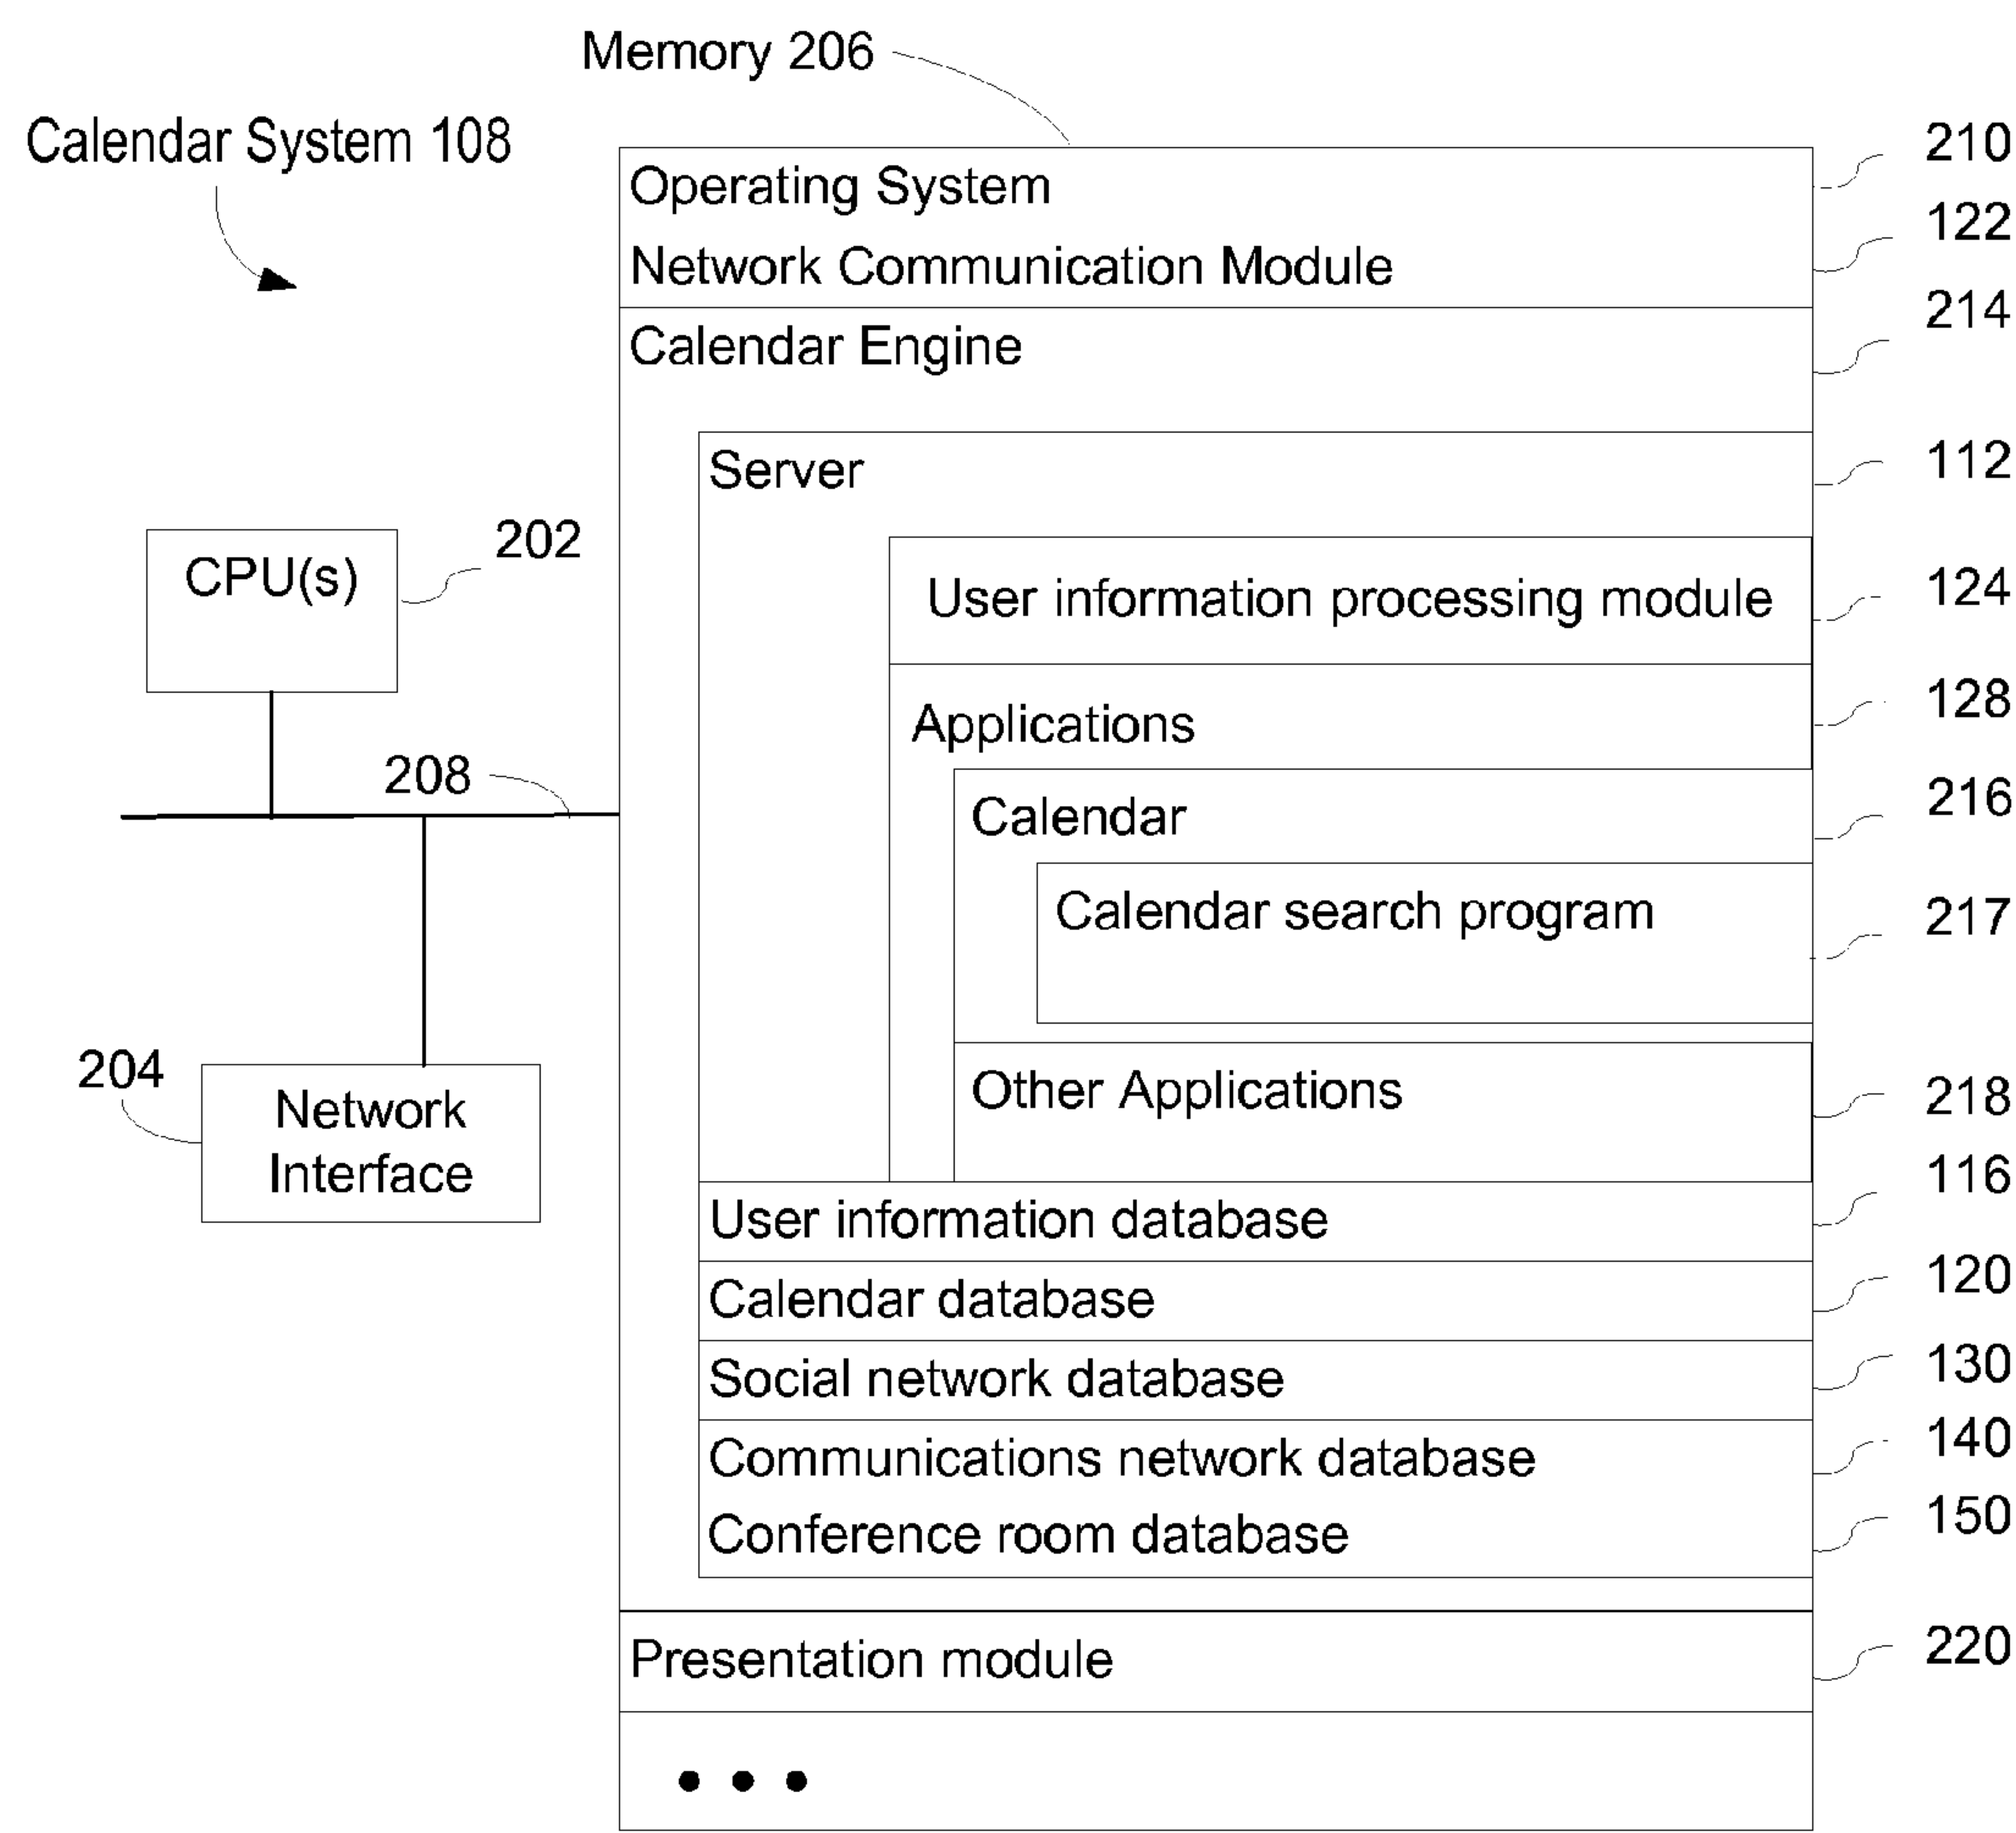 Memory 206
Calendar System 108
Operating System
210
Network Communication Module
122
Calendar Engine
214
Server
112
CPU(s)
202
User information processing module
124
Applications
128
208
Calendar
216
Calendar search program
217
204
Network
Interface
Other Applications
218
User information database
116
Calendar database
120
Social network database
130
Communications network database
140
Conference room database
150
Presentation module
220